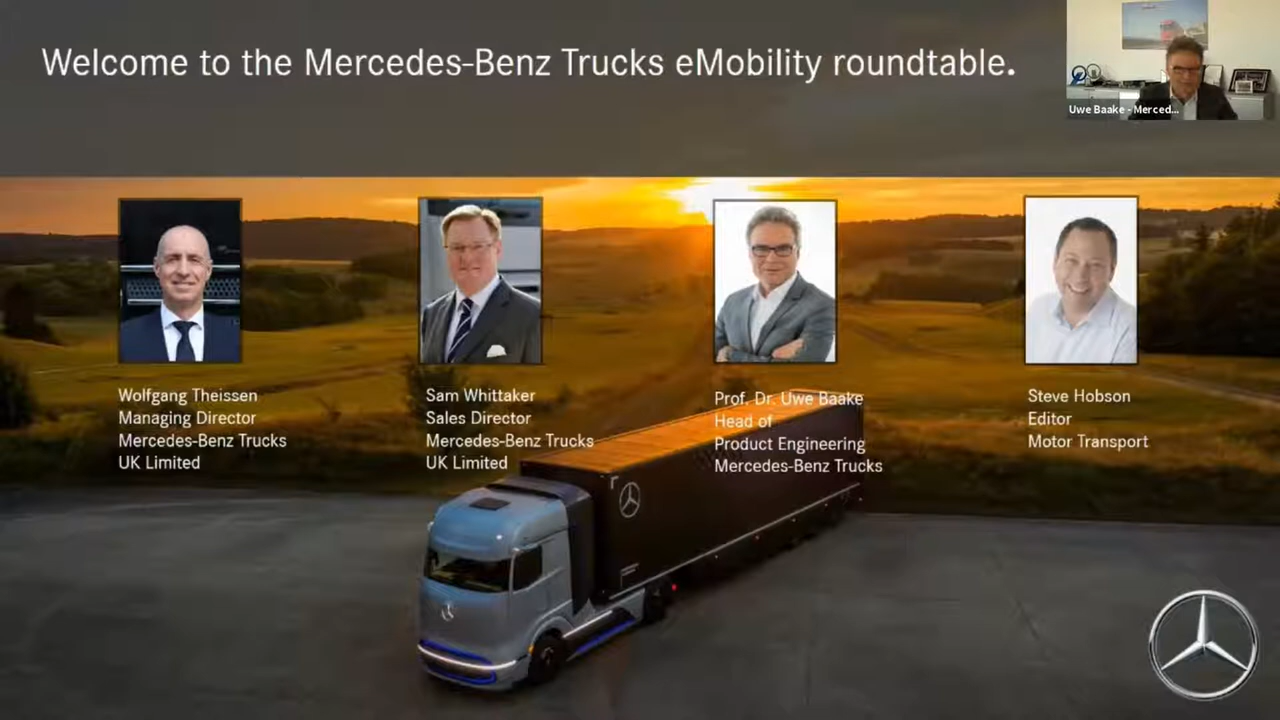 Welcome to the Mercedes-Benz Trucks eMobility roundtable.
Uwe Baake - Merced...
Wolfgang Theissen
Managing Director
Mercedes-Benz Trucks
UK Limited
Sam Whittaker
Sales Director
Mercedes-Benz Trucks
UK Limited
Prof. Dr. Uwe Baake
Head of
Product Engineering
Mercedes-Benz Trucks
Steve Hobson
Editor
Motor Transport